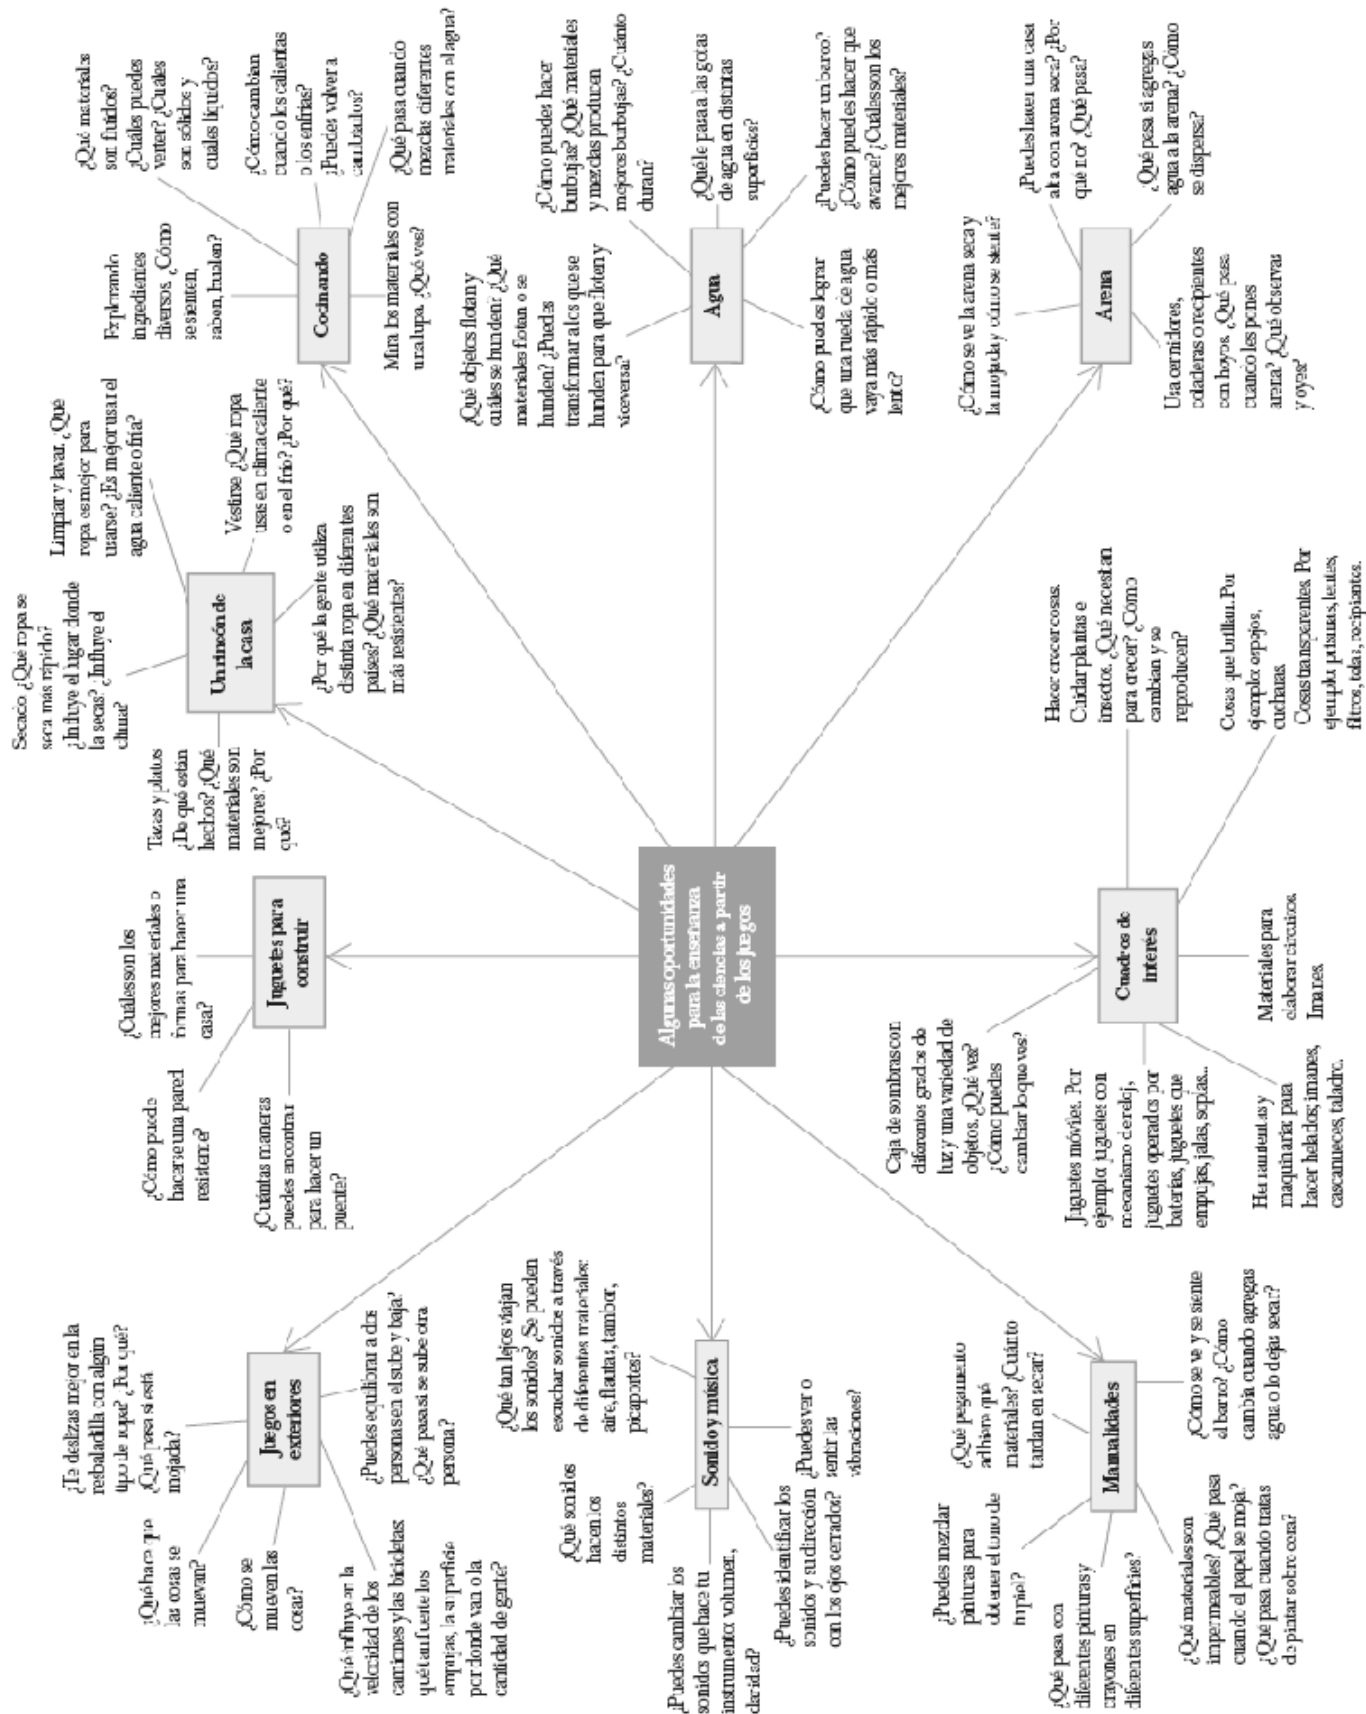 Algunas oportunidades
para la enseñanza
de las ciencias a partir
de los juegos
Juegos en
exteriores
¿Te deslizas mejor en la
resbaladilla con algún
tipo de ropa? ¿Por qué?
¿Qué pasa si está
mojada?
¿Qué hace que
las cosas se
muevan?
¿Cómo se
mueven las
cosas?
¿Qué influye en la
velocidad de los
camiones y las bicicletas:
qué tan fuerte los
empujas, la superficie
por donde van o la
cantidad de gente?
¿Puedes equilibrar a dos
personas en el sube y baja?
¿Qué pasa si se sube otra
persona?
Juguetes para
construir
¿Cuáles son los
mejores materiales o
formas para hacer una
casa?
¿Cómo puede
hacerse una pared
resistente?
¿Cuántas maneras
puedes encontrar
para hacer un
puente?
Un rincón de
la casa
Secado ¿Qué ropa se
seca más rápido?
¿Influye el lugar donde
la secas? ¿Influye el
clima?
Limpiar y lavar. ¿Qué
ropa es mejor para
usarse? ¿Es mejor usar el
agua caliente o fría?
Vestirse ¿Qué ropa
usas en clima caliente
o en el frío? ¿Por qué?
¿Por qué la gente utiliza
distinta ropa en diferentes
países? ¿Qué materiales son
más resistentes?
Tazas y platos
¿De qué están
hechos? ¿Qué
materiales son
mejores? ¿Por
qué?
Cocinando
Explorando
ingredientes
diversos, ¿Cómo
se sienten,
saben, huelen?
¿Qué materiales
son fluidos?
¿Cuáles puedes
verter? ¿Cuáles
son sólidos y
cuáles líquidos?
¿Cómo cambian
cuando los calientas
o los enfrías?
¿Puedes volver a
cambiarlos?
¿Qué pasa cuando
mezclas diferentes
materiales con el agua?
Mira los materiales con
una lupa. ¿Qué ves?
Sonido y música
¿Qué tan lejos viajan
los sonidos? ¿Se pueden
escuchar sonidos a través
de diferentes materiales:
aire, flautas, tambor,
picaportes?
¿Qué sonidos
hacen los
distintos
materiales?
¿Puedes cambiar los
sonidos que hace tu
instrumento: volumen,
claridad?
¿Puedes identificar los
sonidos y su dirección
con los ojos cerrados?
¿Puedes ver o
sentir las
vibraciones?
Agua
¿Qué objetos flotan y
cuáles se hunden? ¿Qué
materiales flotan o se
hunden? ¿Puedes
transformar a los que se
hunden para que floten y
viceversa?
¿Cómo puedes hacer
burbujas? ¿Qué materiales
y mezclas producen
mejores burbujas? ¿Cuánto
duran?
¿Qué le pasa a las gotas
de agua en distintas
superficies?
¿Puedes hacer un barco?
¿Cómo puedes hacer que
avance? ¿Cuáles son los
mejores materiales?
¿Cómo puedes lograr
que una rueda de agua
vaya más rápido o más
lento?
Manualidades
¿Qué pegamento
adhiere qué
materiales? ¿Cuánto
tardan en secar?
¿Puedes mezclar
pinturas para
obtener el tono de
tu piel?
¿Qué pasa con
diferentes pinturas y
crayones en
diferentes superficies?
¿Qué materiales son
impermeables? ¿Qué pasa
cuando el papel se moja?
¿Qué pasa cuando tratas
de pintar sobre cera?
¿Cómo se ve y se siente
el barro? ¿Cómo
cambia cuando agregas
agua o lo dejas secar?
Cuadros de
interés
Caja de sombras con
diferentes grados de
luz y una variedad de
objetos, ¿Qué ves?
¿Cómo puedes
cambiar lo que ves?
Juguetes móviles. Por
ejemplo: juguetes con
mecanismo de reloj,
juguetes operados por
baterías, juguetes que
empujas, jalas, soplas...
Herramientas y
maquinaria: para
hacer helados, imanes,
cascanueces, taladro.
Materiales para
elaborar circuitos.
Imanes.
Hacer crecer cosas.
Cuidar plantas e
insectos. ¿Qué necesitan
para crecer? ¿Cómo
cambian y se
reproducen?
Cosas que brillan. Por
ejemplo: espejos,
cucharas.
Cosas transparentes. Por
ejemplo: prismas, lentes,
filtros, telas, recipientes.
Arena
¿Cómo se ve la arena seca y
la mojada y cómo se siente?
¿Puedes hacer una casa
alta con arena seca? ¿Por
qué no? ¿Qué pasa?
¿Qué pasa si agregas
agua a la arena? ¿Cómo
se dispersa?
Usa cernidores,
coladeras o recipientes
con hoyos. ¿Qué pasa
cuando les pones
arena? ¿Qué observas
y oyes?